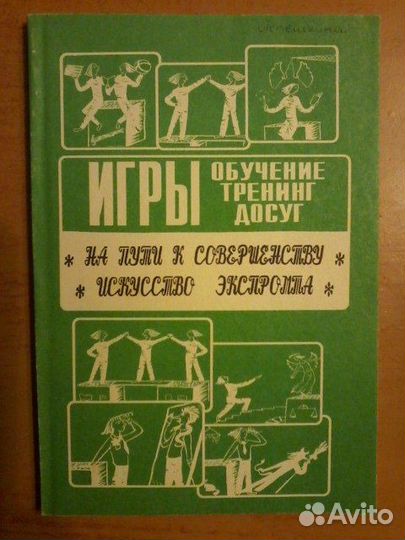 ИГРЫ ОБУЧЕНИЕ
ТРЕНИНГ
ДОСУГ
* НА ПУТИ К СОВЕРШЕНСТВУ *
* ИСКУССТВО ЭКСПРОМТА *
Avito